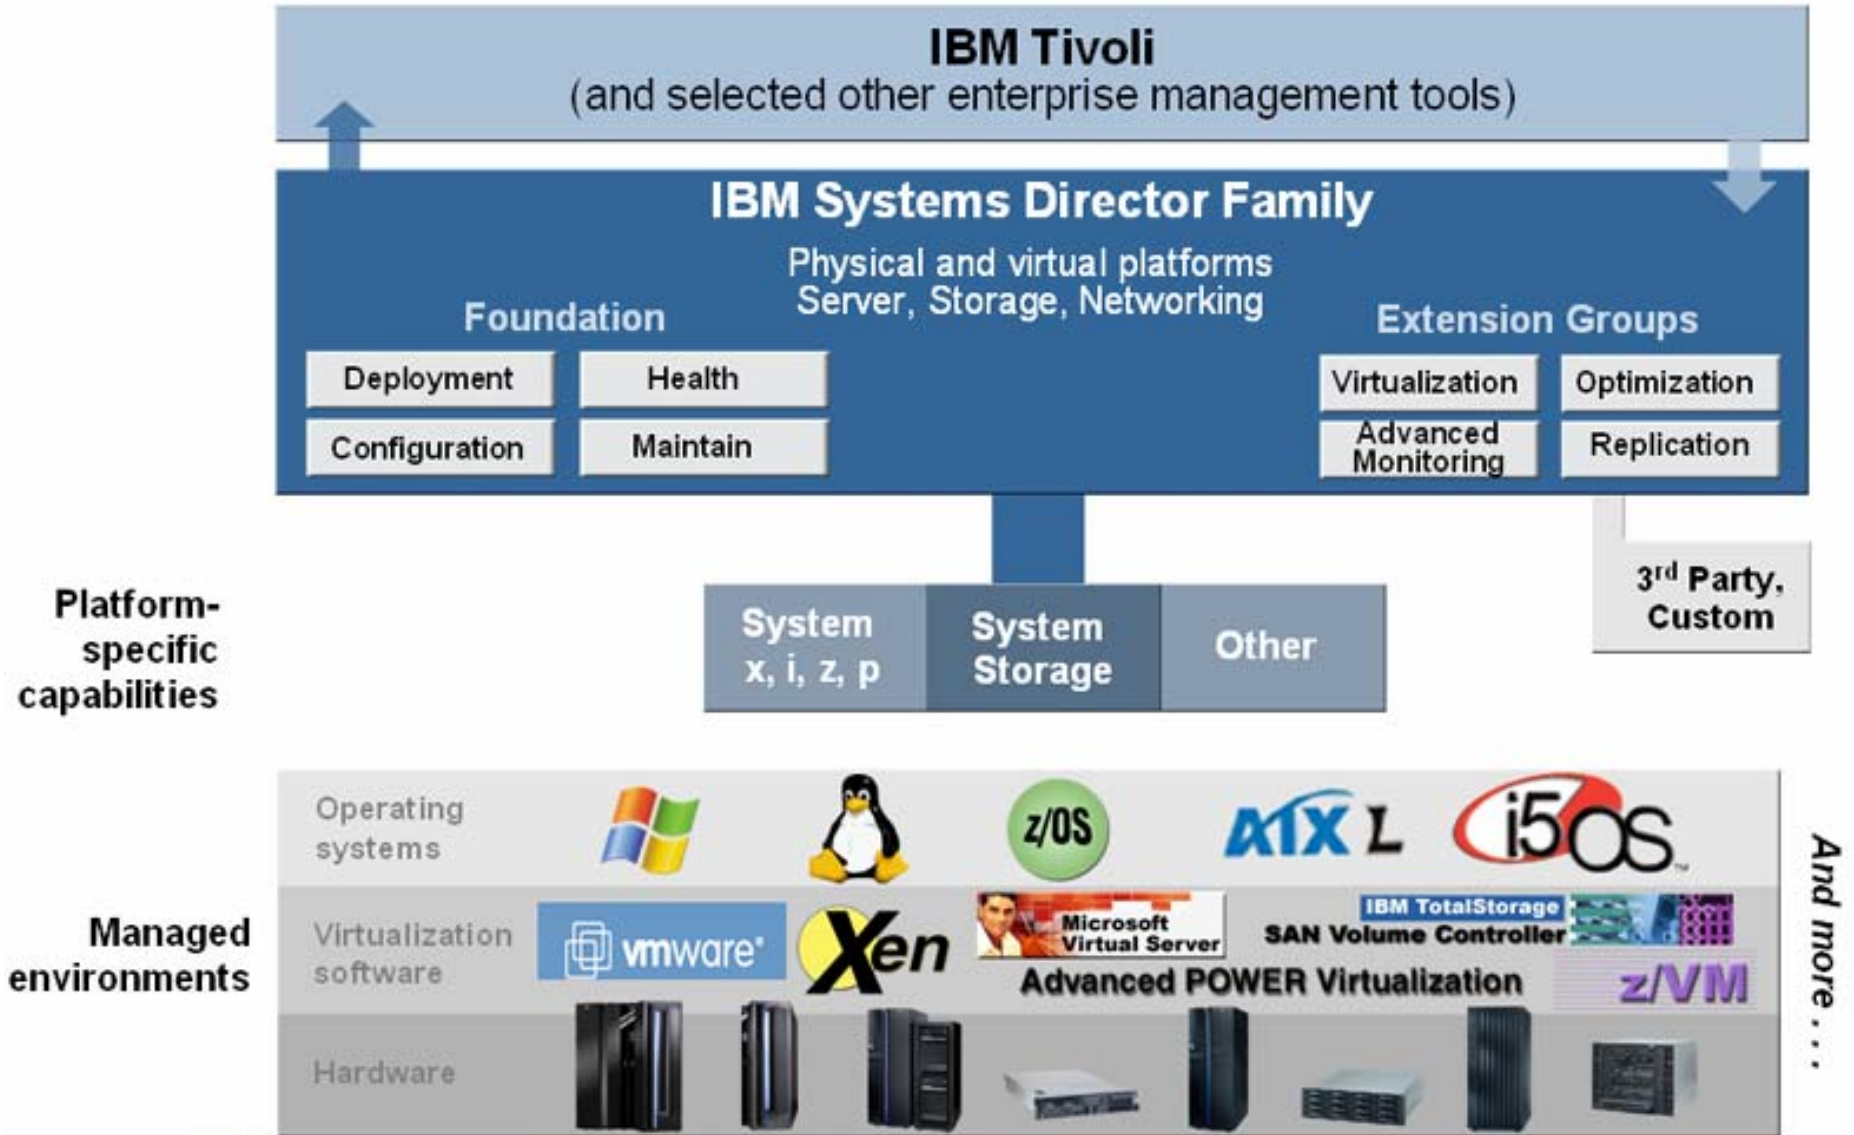 IBM Tivoli
(and selected other enterprise management tools)
IBM Systems Director Family
Physical and virtual platforms
Server, Storage, Networking
Foundation
Deployment
Health
Configuration
Maintain
Extension Groups
Virtualization
Optimization
Advanced
Monitoring
Replication
3rd Party,
Custom
Platform-
specific
capabilities
System
x, i, z, p
System
Storage
Other
Managed
environments
Operating
systems
z/OS
AIX L
i5/OS™
Virtualization
software
vmware®
Xen
Microsoft
Virtual Server
IBM TotalStorage
SAN Volume Controller
Advanced POWER Virtualization
z/VM
Hardware
And more . . .